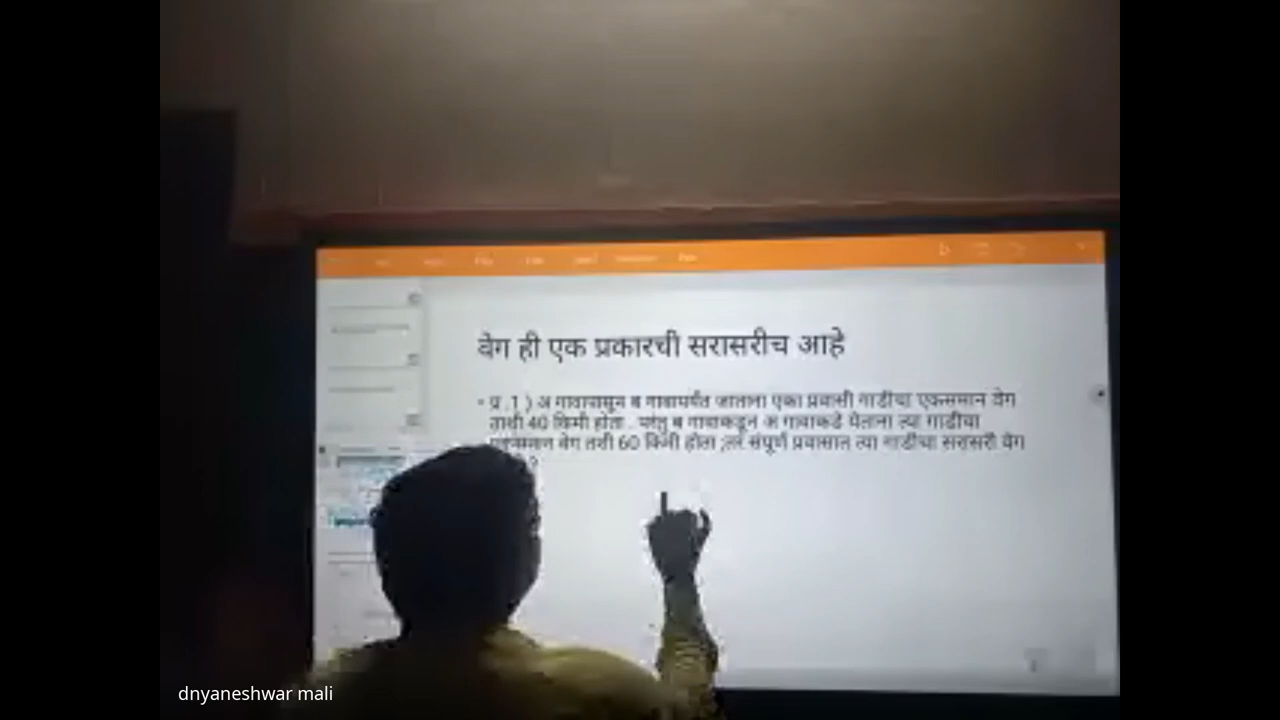 वेग ही एक प्रकारची सरासरीच आहे
प्र .1 ) अ गावापासून ब गावापर्यंत जाताना एका प्रवासी गाडीचा एकसमान वेग
ताशी 40 किमी होता . परंतु ब गावाकडून अ गावाकडे येताना त्या गाडीचा
एकसमान वेग तशी 60 किमी होता ;तर संपूर्ण प्रवासात त्या गाडीचा सरासरी वेग
?
dnyaneshwar mali